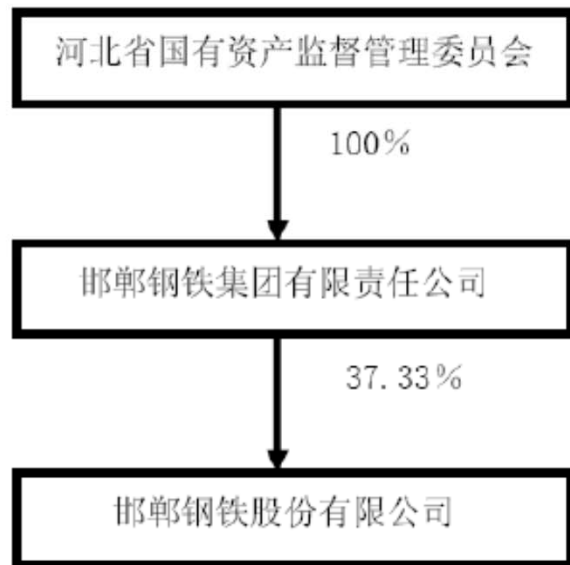 河北省国有资产监督管理委员会
100%
邯郸钢铁集团有限责任公司
37.33%
邯郸钢铁股份有限公司